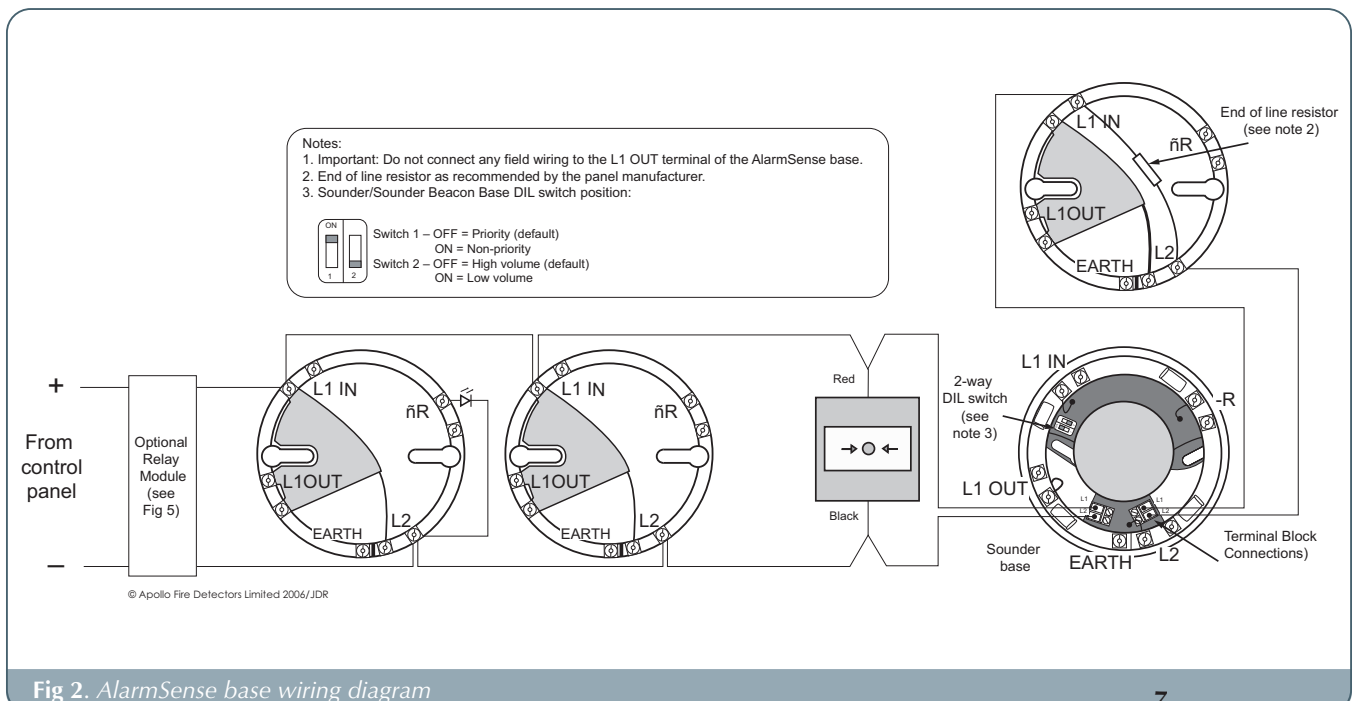 Notes:
1. Important: Do not connect any field wiring to the L1 OUT terminal of the AlarmSense base.
2. End of line resistor as recommended by the panel manufacturer.
3. Sounder/Sounder Beacon Base DIL switch position:
ON
1 2
Switch 1 – OFF = Priority (default)
ON = Non-priority
Switch 2 – OFF = High volume (default)
ON = Low volume
L1 IN
ñR
L1OUT
EARTH
L2
End of line resistor
(see note 2)
+
From
control
panel
–
Optional
Relay
Module
(see
Fig 5)
L1 IN
ñR
L1OUT
EARTH
L2
L1 IN
ñR
L1OUT
EARTH
L2
Red
Black
2-way
DIL switch
(see
note 3)
L1 IN
-R
L1 OUT
L1
L2
L1
L2
Sounder
base
EARTH
L2
Terminal Block
Connections)
© Apollo Fire Detectors Limited 2006/JDR
Fig 2. AlarmSense base wiring diagram
7